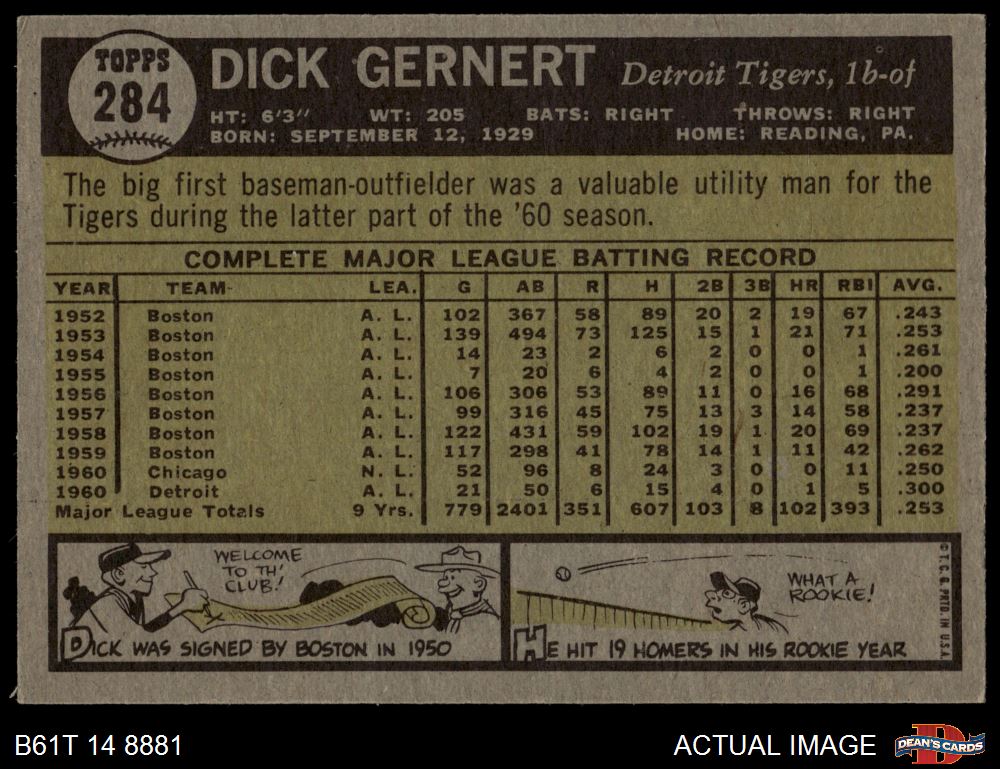 TOPPS
284
DICK GERNERT Detroit Tigers, 1b-of
HT: 6'3" WT: 205 BATS: RIGHT THROWS: RIGHT
BORN: SEPTEMBER 12, 1929 HOME: READING, PA.
The big first baseman-outfielder was a valuable utility man for the
Tigers during the latter part of the '60 season.
COMPLETE MAJOR LEAGUE BATTING RECORD
YEAR TEAM LEA. G AB R H 2B 3B HR RBI AVG.
1952 Boston A. L. 102 367 58 89 20 2 19 67 .243
1953 Boston A. L. 139 494 73 125 15 1 21 71 .253
1954 Boston A. L. 14 23 2 6 2 0 0 1 .261
1955 Boston A. L. 7 20 6 4 2 0 0 1 .200
1956 Boston A. L. 106 306 53 89 11 0 16 68 .291
1957 Boston A. L. 99 316 45 75 13 3 14 58 .237
1958 Boston A. L. 122 431 59 102 19 1 20 69 .237
1959 Boston A. L. 117 298 41 78 14 1 11 42 .262
1960 Chicago N. L. 52 96 8 24 3 0 0 11 .250
1960 Detroit A. L. 21 50 6 15 4 0 1 5 .300
Major League Totals 9 Yrs. 779 2401 351 607 103 8 102 393 .253
WELCOME
TO TH'
CLUB!
DICK WAS SIGNED BY BOSTON IN 1950
WHAT A
ROOKIE!
HE HIT 19 HOMERS IN HIS ROOKIE YEAR
© T.C.G. PRTD. IN U.S.A.
B61T 14 8881
ACTUAL IMAGE
DEAN'S CARDS